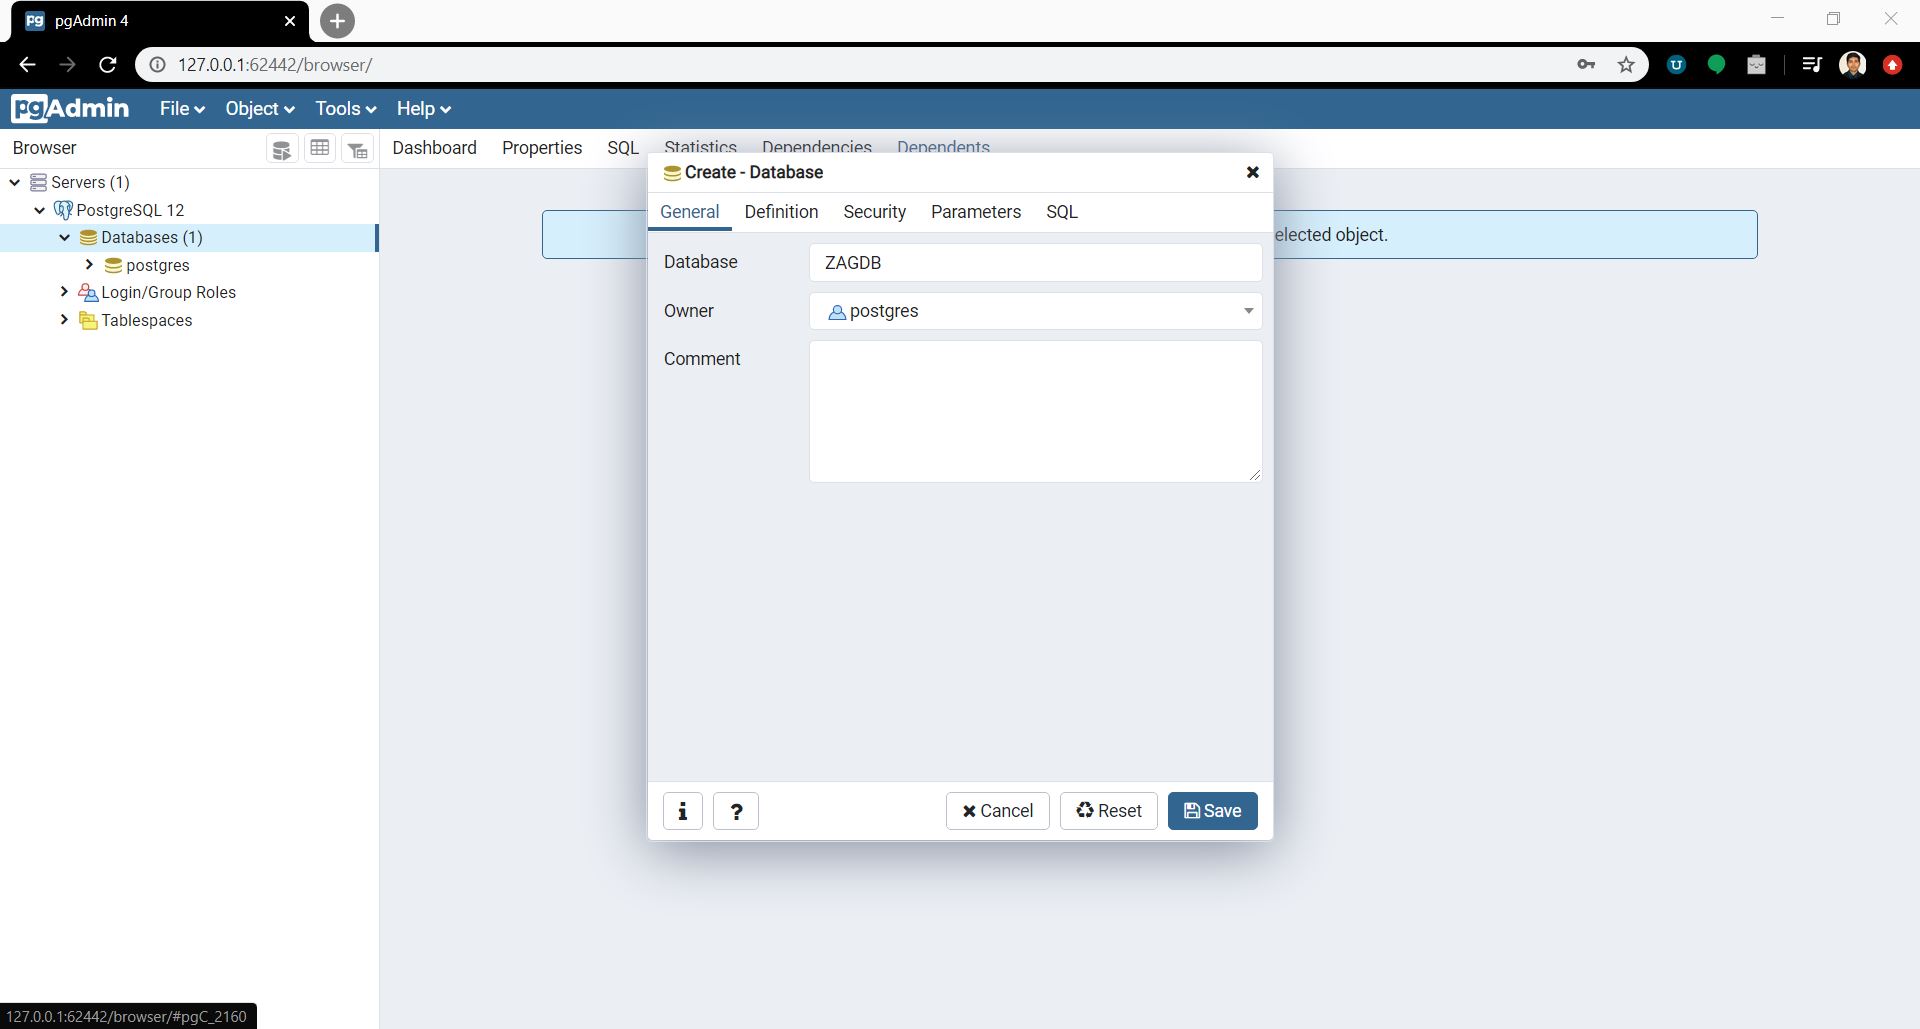 pgAdmin 4
127.0.0.1:62442/browser/
pgAdmin File Object Tools Help
Browser
Dashboard Properties SQL Statistics Dependencies Dependents
Servers (1)
PostgreSQL 12
Databases (1)
postgres
Login/Group Roles
Tablespaces
elected object.
Create - Database
General Definition Security Parameters SQL
Database ZAGDB
Owner postgres
Comment
i ? Cancel Reset Save
127.0.0.1:62442/browser/#pgC_2160